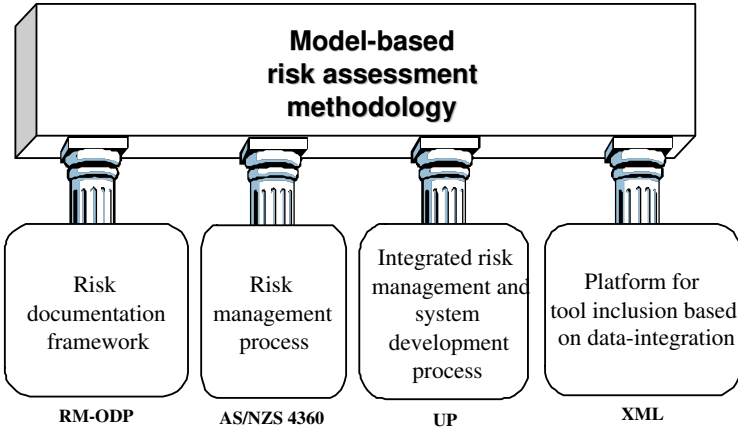 Model-based
risk assessment
methodology
Risk
documentation
framework
Risk
management
process
Integrated risk
management and
system
development
process
Platform for
tool inclusion based
on data-integration
RM-ODP
AS/NZS 4360
UP
XML